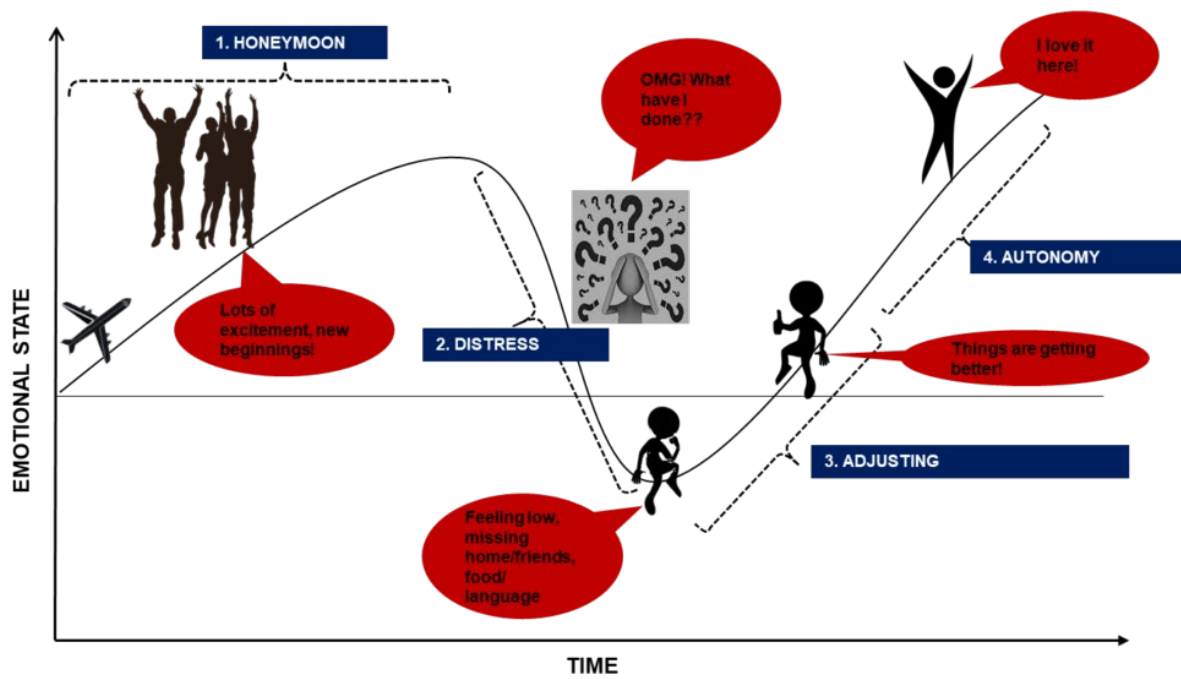 1. HONEYMOON
I love it
here!
OMG! What
have I
done??
4. AUTONOMY
Lots of
excitement, new
beginnings!
2. DISTRESS
Things are getting
better!
3. ADJUSTING
Feeling low,
missing
home/friends,
food/
language
EMOTIONAL STATE
TIME